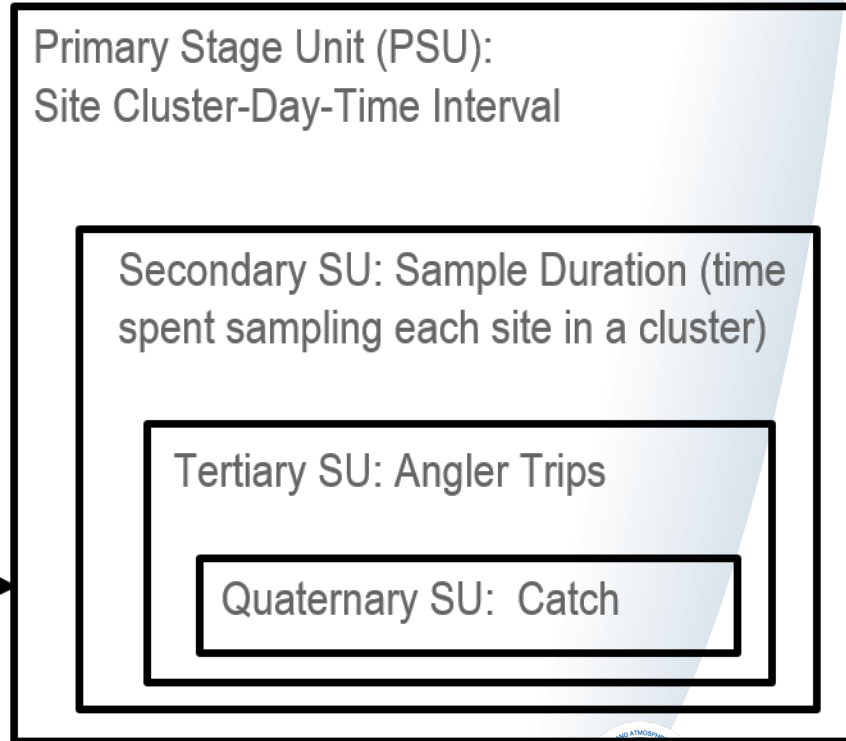 Primary Stage Unit (PSU):
Site Cluster-Day-Time Interval
Secondary SU: Sample Duration (time
spent sampling each site in a cluster)
Tertiary SU: Angler Trips
Quaternary SU: Catch